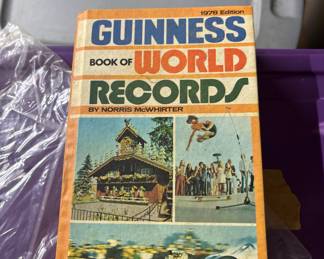 1978 Edition
GUINNESS
BOOK OF WORLD
RECORDS
BY NORRIS McWHIRTER